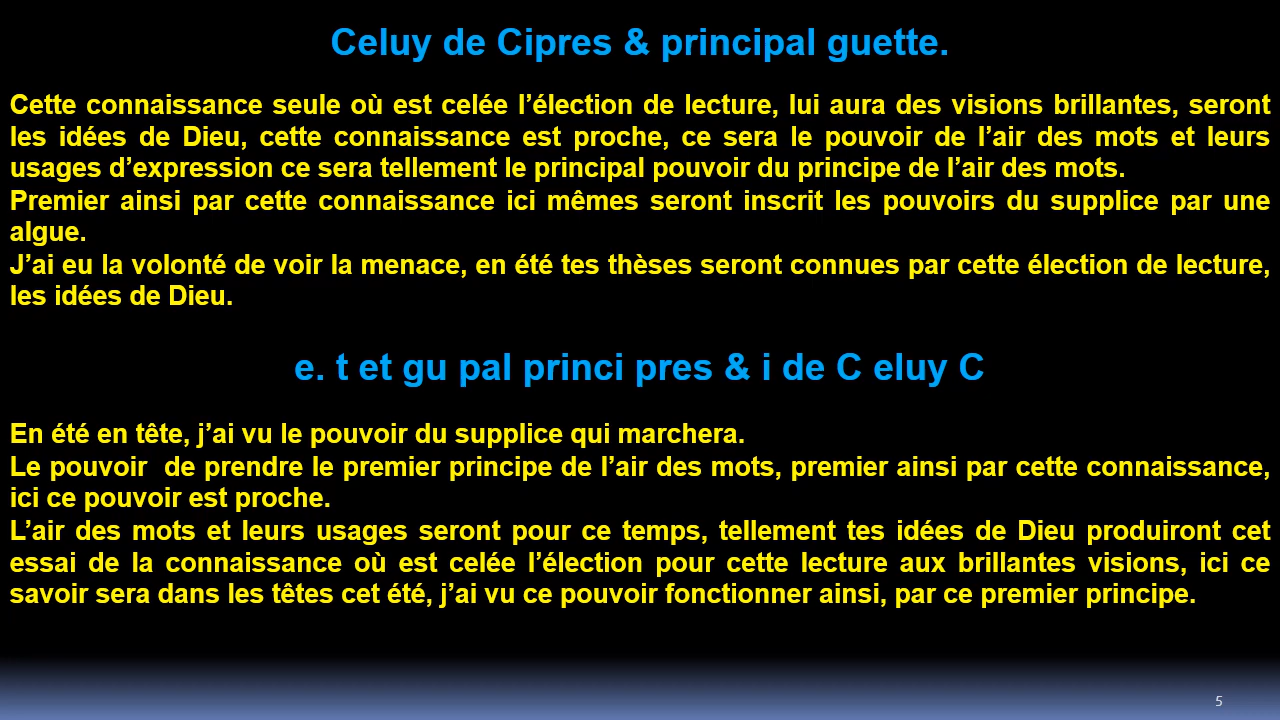 Celuy de Cipres & principal guette.
Cette connaissance seule où est celée l’élection de lecture, lui aura des visions brillantes, seront
les idées de Dieu, cette connaissance est proche, ce sera le pouvoir de l’air des mots et leurs
usages d’expression ce sera tellement le principal pouvoir du principe de l’air des mots.
Premier ainsi par cette connaissance ici mêmes seront inscrit les pouvoirs du supplice par une
algue.
J’ai eu la volonté de voir la menace, en été tes thèses seront connues par cette élection de lecture,
les idées de Dieu.
e. t et gu pal princi pres & i de C eluy C
En été en tête, j’ai vu le pouvoir du supplice qui marchera.
Le pouvoir  de prendre le premier principe de l’air des mots, premier ainsi par cette connaissance,
ici ce pouvoir est proche.
L’air des mots et leurs usages seront pour ce temps, tellement tes idées de Dieu produiront cet
essai de la connaissance où est celée l’élection pour cette lecture aux brillantes visions, ici ce
savoir sera dans les têtes cet été, j’ai vu ce pouvoir fonctionner ainsi, par ce premier principe.
5